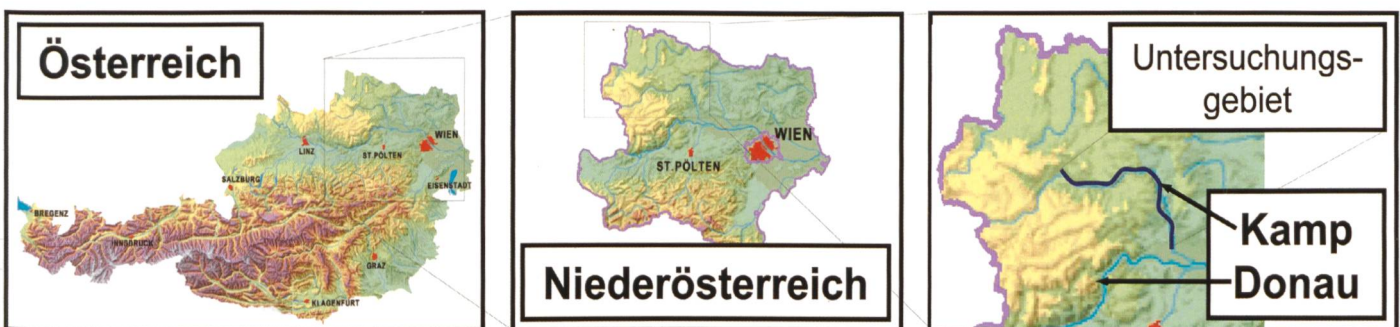 Österreich
WIEN
LINZ
ST.PÖLTEN
SALZBURG
EISENSTADT
BREGENZ
INNSBRUCK
GRAZ
KLAGENFURT
WIEN
ST.PÖLTEN
Niederösterreich
Untersuchungs-
gebiet
Kamp
Donau